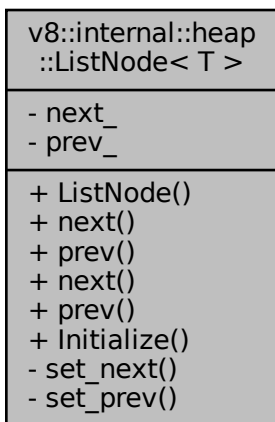 v8::internal::heap
::ListNode< T >
- next_
- prev_
+ ListNode()
+ next()
+ prev()
+ next()
+ prev()
+ Initialize()
- set_next()
- set_prev()